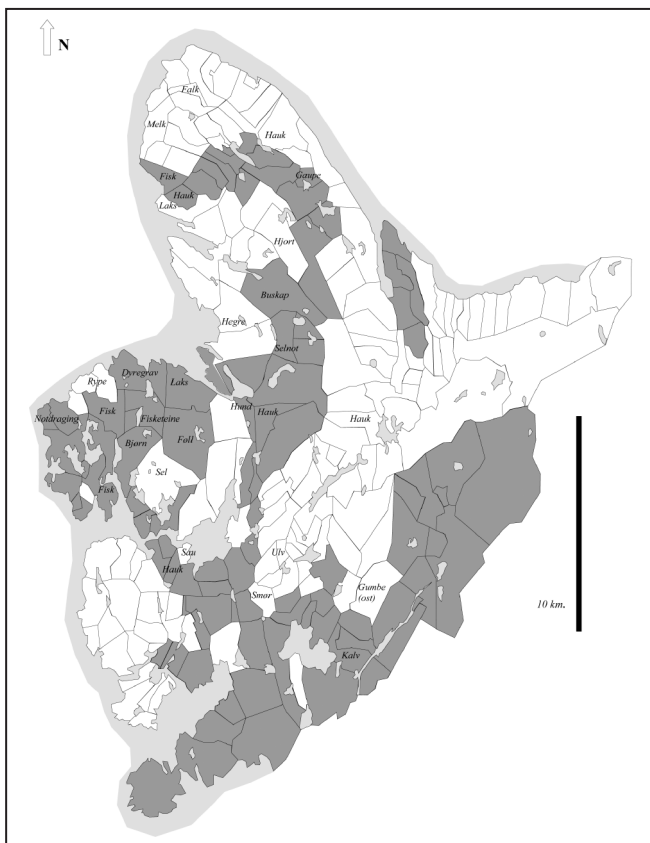 N
Falk
Melk
Hauk
Fisk
Gaupe
Hauk
Laks
Hjort
Buskap
Hegre
Selnot
Dyregrav
Rype
Laks
Notdraging
Fisk
Fisketeine
Hund
Hauk
Hauk
Bjørn
Føll
Sel
Fisk
Sau
Ulv
Hauk
Smør
Gumbe
(ost)
10 km.
Kalv